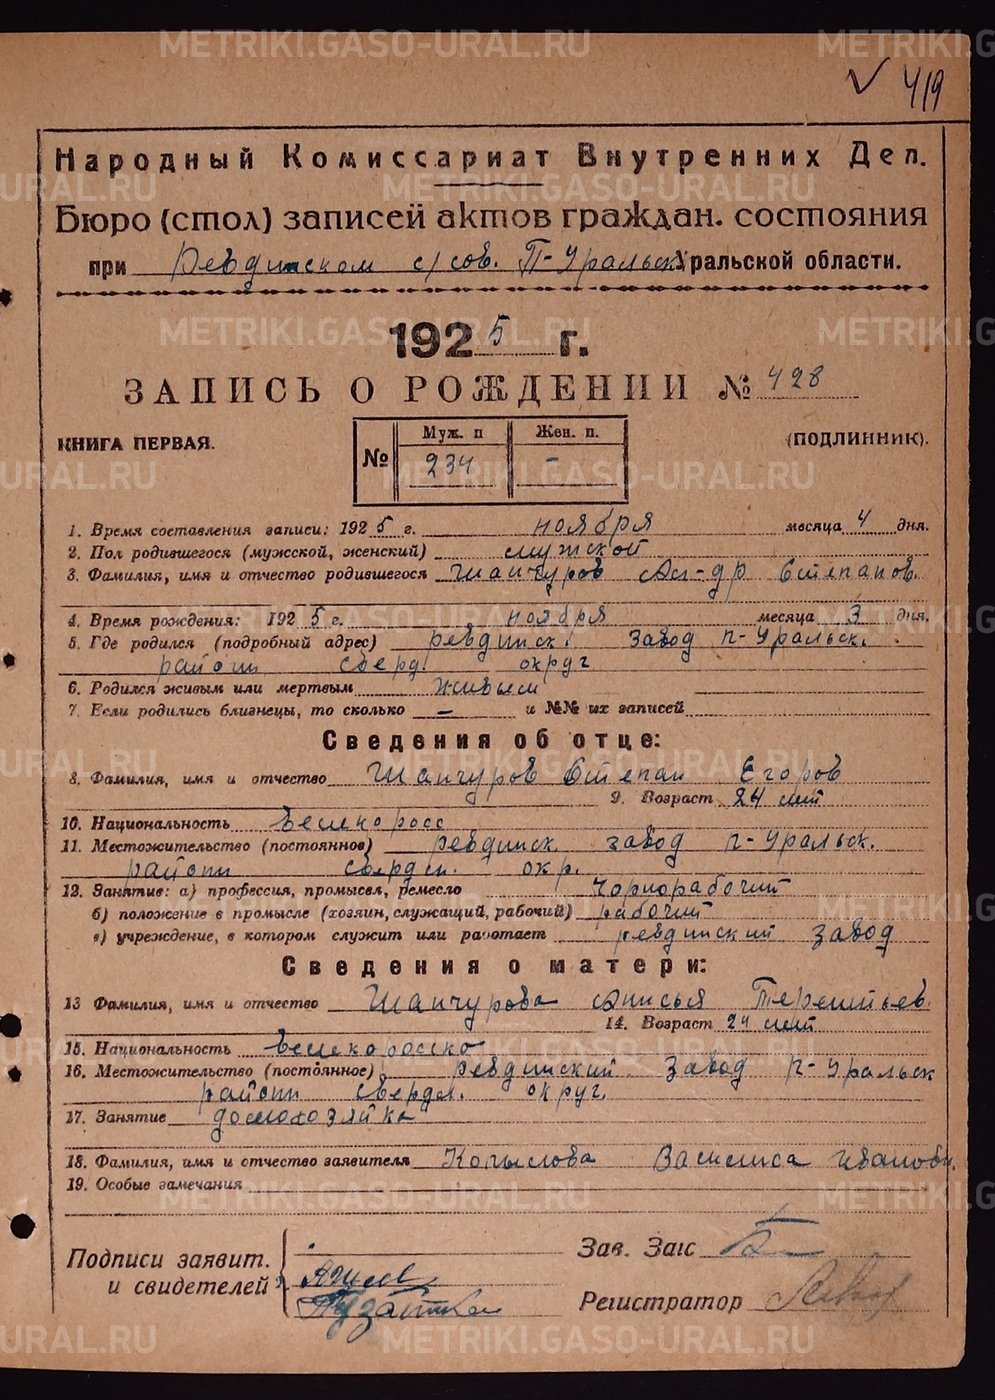 419
Народный Комиссариат Внутренних Дел.
Бюро (стол) записей актов граждан. состояния
при Ревдинском с/сов. П-Уральск Уральской области.
1925 г.
ЗАПИСЬ О РОЖДЕНИИ № 428
КНИГА ПЕРВАЯ. (ПОДЛИННИК).
№ Муж. п Жен. п.
234 –
1. Время составления записи: 1925 г. ноября месяца 4 дня.
2. Пол родившегося (мужской, женский) мужской
3. Фамилия, имя и отчество родившегося Шанчуров Ал-др Степанов.
4. Время рождения: 1925 г. ноября месяца 3 дня.
5. Где родился (подробный адрес) ревдинск. завод п-Уральск.
район сверд. округ
6. Родился живым или мертвым живым
7. Если родились близнецы, то сколько – и №№ их записей
Сведения об отце:
8. Фамилия, имя и отчество Шанчуров Степан Егоров
9. Возраст 24 лет
10. Национальность великоросс
11. Местожительство (постоянное) ревдинск завод п-Уральск.
район свердл. окр.
12. Занятие: а) профессия, промысел, ремесло Чорнорабочий
б) положение в промысле (хозяин, служащий, рабочий) рабочий
в) учреждение, в котором служит или работает ревдинский завод
Сведения о матери:
13 Фамилия, имя и отчество Шанчурова Анисья Терентьев.
14. Возраст 24 лет
15. Национальность великоросско
16. Местожительство (постоянное) ревдинский завод п-Уральск
район свердл. округ.
17. Занятие домохозяйка
18. Фамилия, имя и отчество заявителя Копылова Василиса Ивановн.
19. Особые замечания
Подписи заявит. Зав. Загс
и свидетелей
Регистратор
METRIKI.GASO-URAL.RU